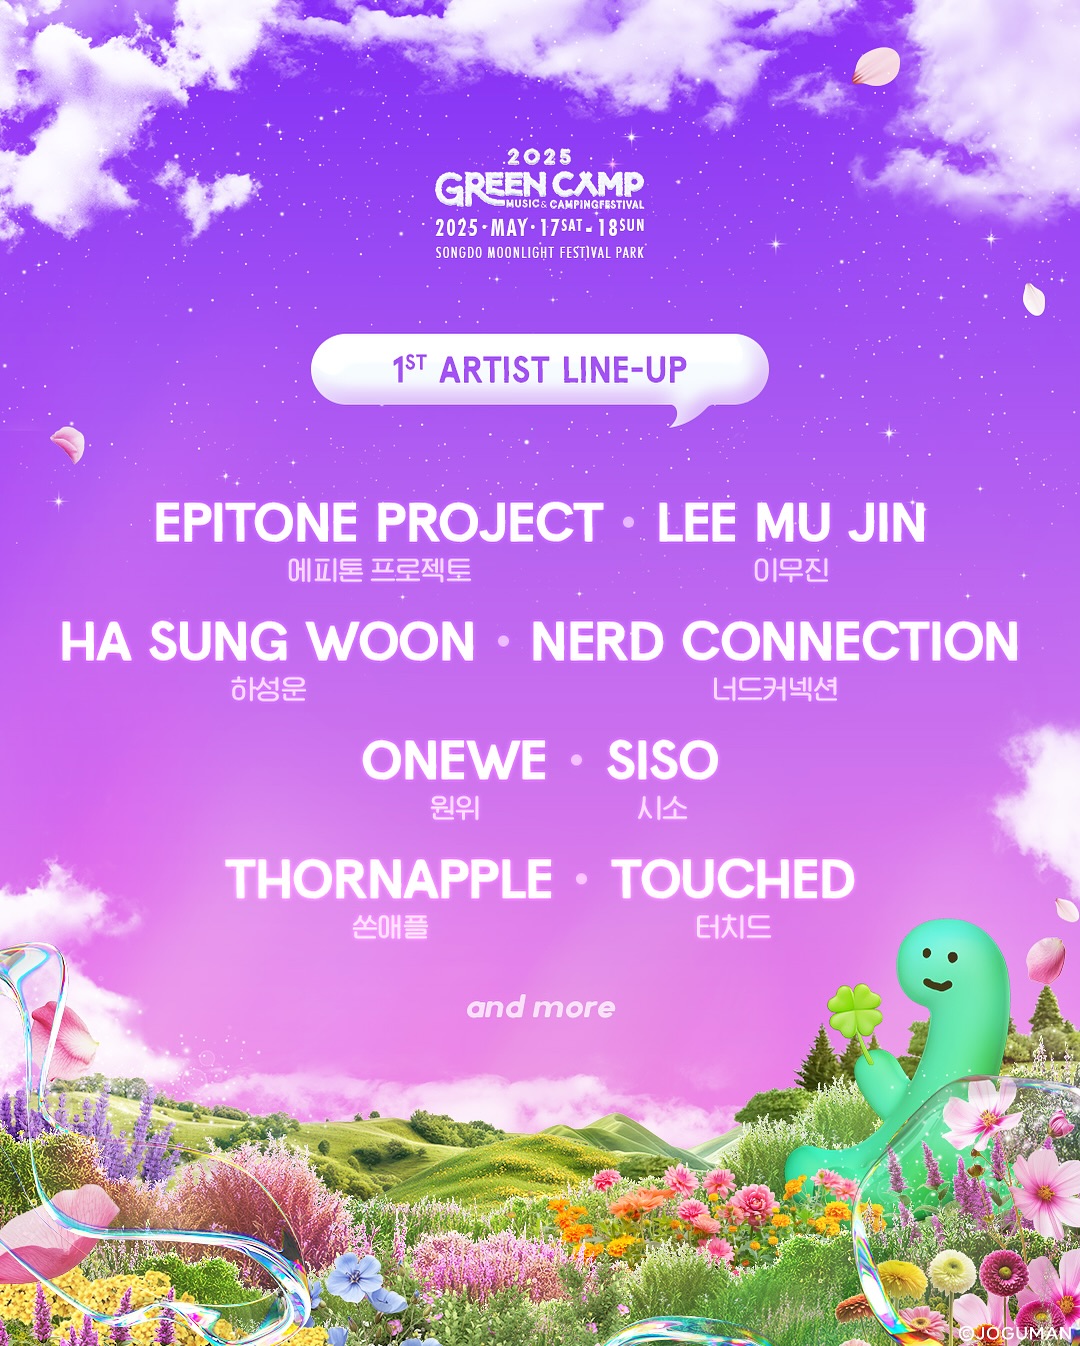 2025
GREEN CAMP
MUSIC & CAMPING FESTIVAL
2025·MAY·17SAT-18SUN
SONGDO MOONLIGHT FESTIVAL PARK
1ST ARTIST LINE-UP
EPITONE PROJECT · LEE MU JIN
에피톤 프로젝트 이무진
HA SUNG WOON · NERD CONNECTION
하성운 너드커넥션
ONEWE · SISO
원위 시소
THORNAPPLE · TOUCHED
쏜애플 터치드
and more
©JOGUMAN